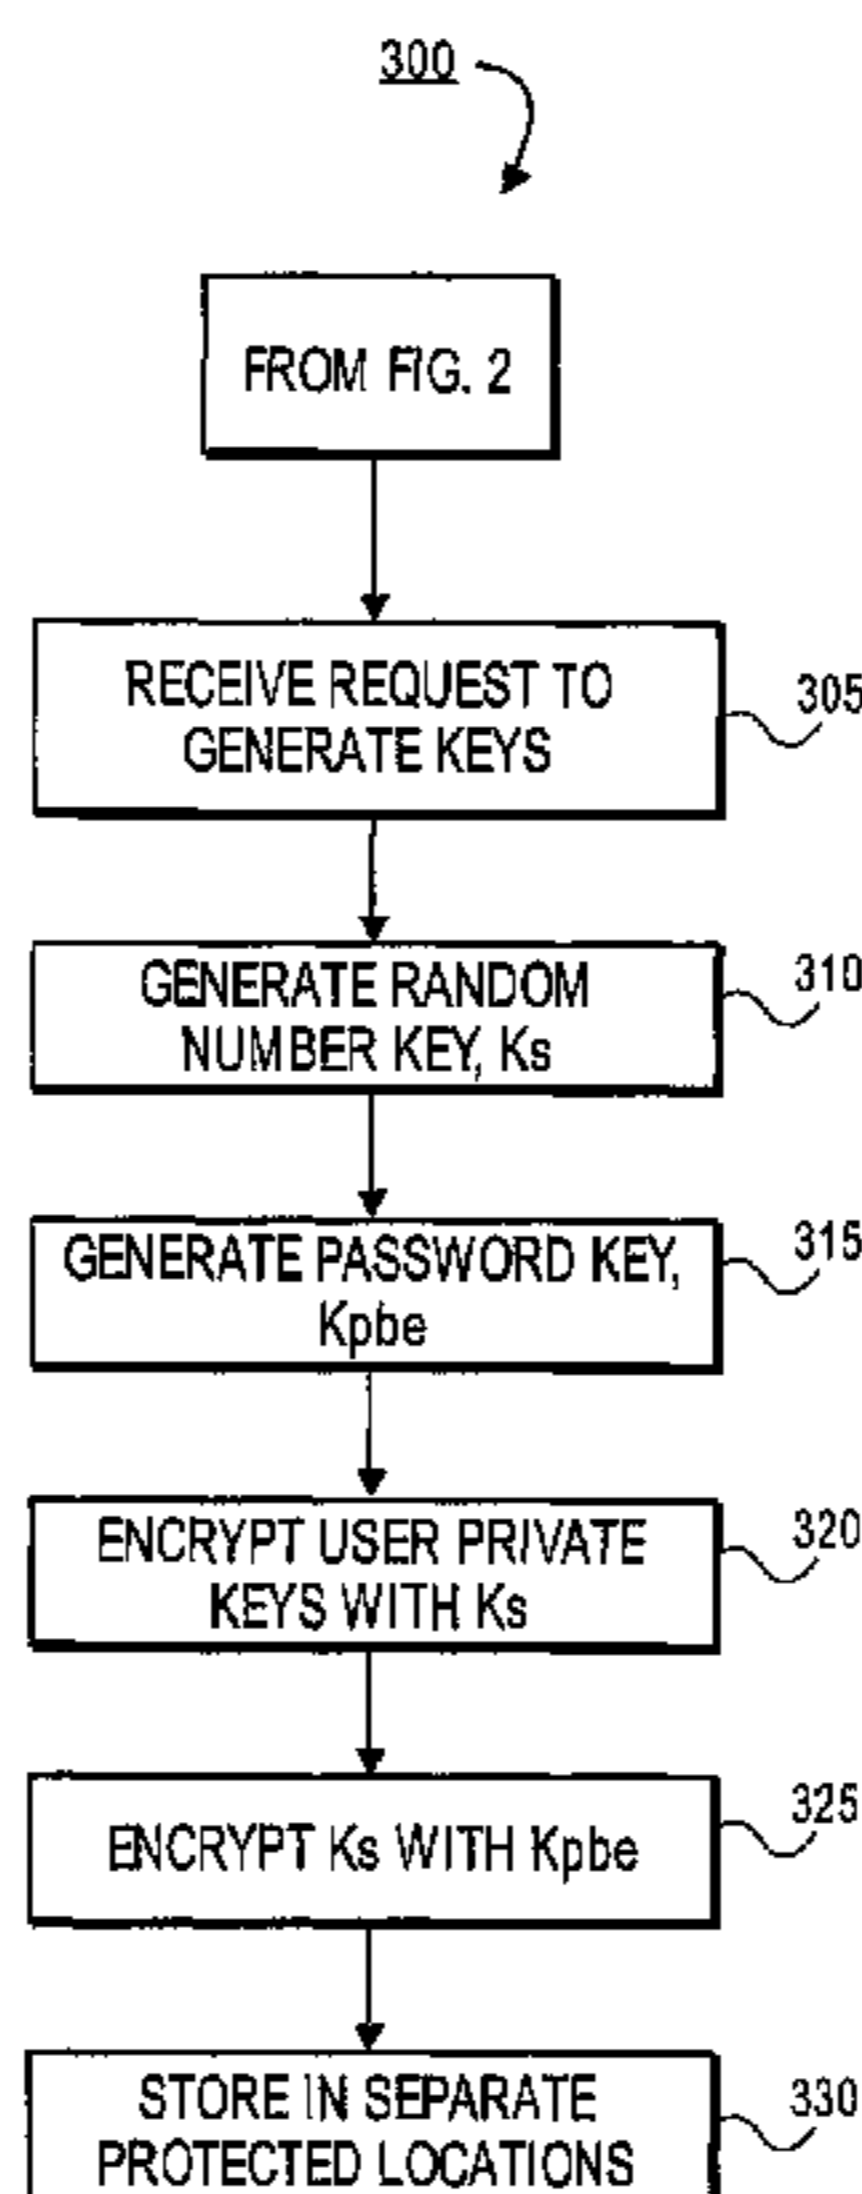 300
FROM FIG. 2
RECEIVE REQUEST TO
GENERATE KEYS
305
GENERATE RANDOM
NUMBER KEY, Ks
310
GENERATE PASSWORD KEY,
Kpbe
315
ENCRYPT USER PRIVATE
KEYS WITH Ks
320
ENCRYPT Ks WITH Kpbe
325
STORE IN SEPARATE
PROTECTED LOCATIONS
330